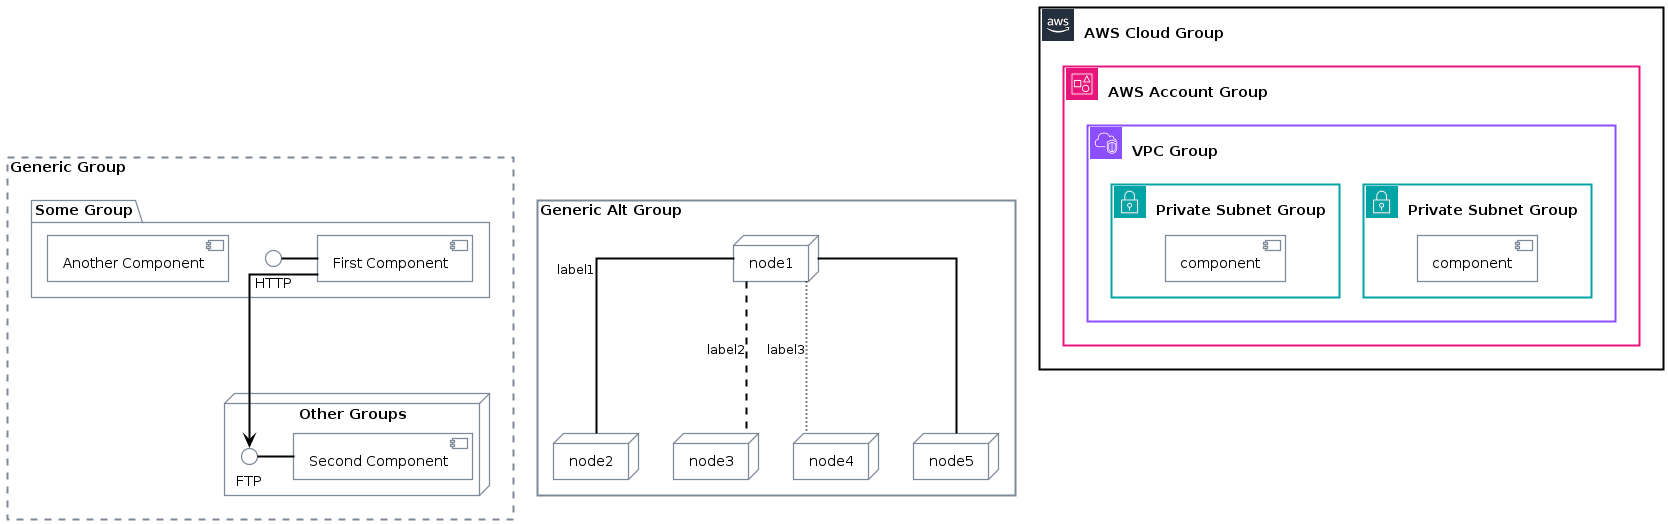 Generic Group
Some Group
Another Component
First Component
HTTP
Other Groups
Second Component
FTP
Generic Alt Group
node1
label1
label2
label3
node2
node3
node4
node5
aws
AWS Cloud Group
AWS Account Group
VPC Group
Private Subnet Group
component
Private Subnet Group
component